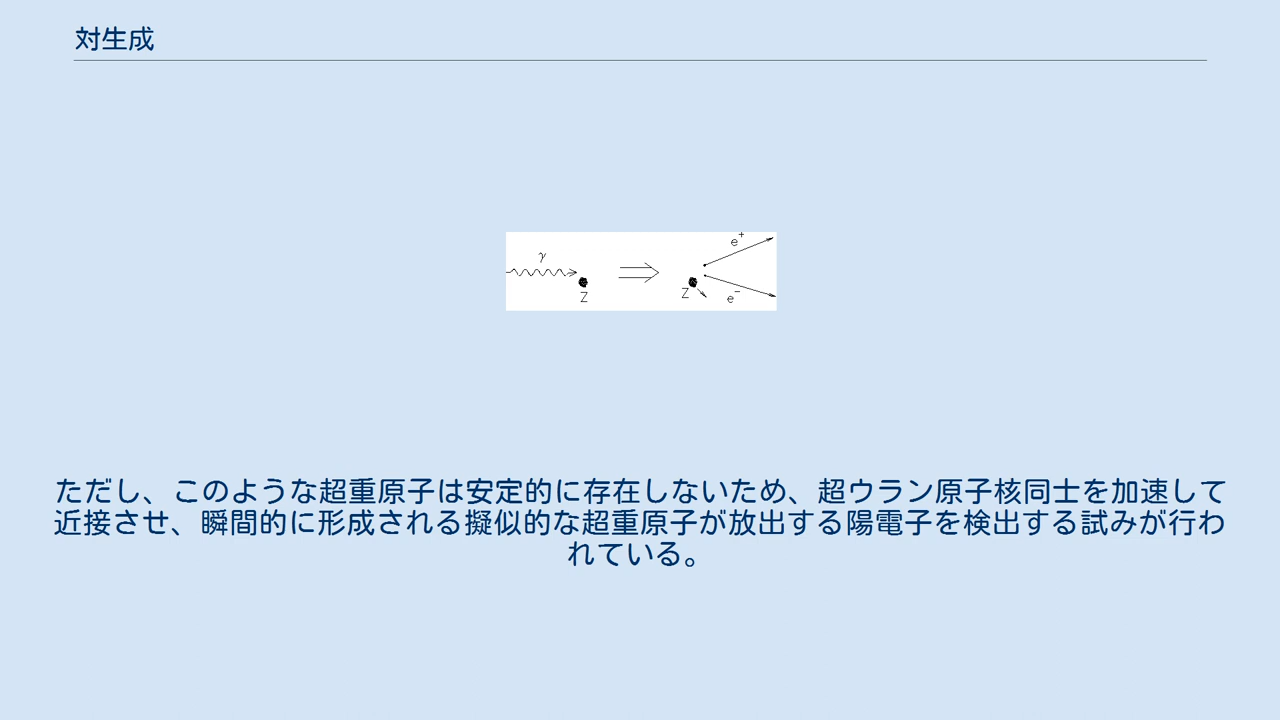 対生成
γ
Z
Z
e+
e−
ただし、このような超重原子は安定的に存在しないため、超ウラン原子核同士を加速して
近接させ、瞬間的に形成される擬似的な超重原子が放出する陽電子を検出する試みが行わ
れている。